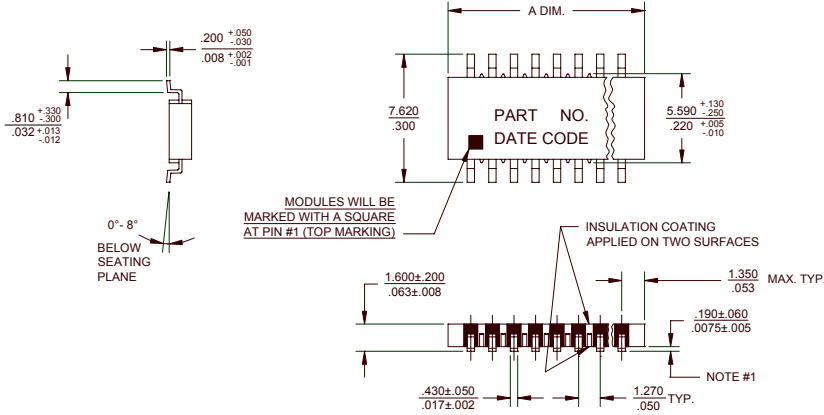 A DIM.
.200 +.050 -.030
.008 +.002 -.001
.810 +.330 -.300
.032 +.013 -.012
7.620
.300
PART NO.
DATE CODE
5.590 +.130 -.250
.220 +.005 -.010
MODULES WILL BE
MARKED WITH A SQUARE
AT PIN #1 (TOP MARKING)
0°- 8°
BELOW
SEATING
PLANE
INSULATION COATING
APPLIED ON TWO SURFACES
1.600±.200
.063±.008
1.350
.053
MAX. TYP.
.190±.060
.0075±.005
NOTE #1
.430±.050
.017±.002
1.270
.050
TYP.